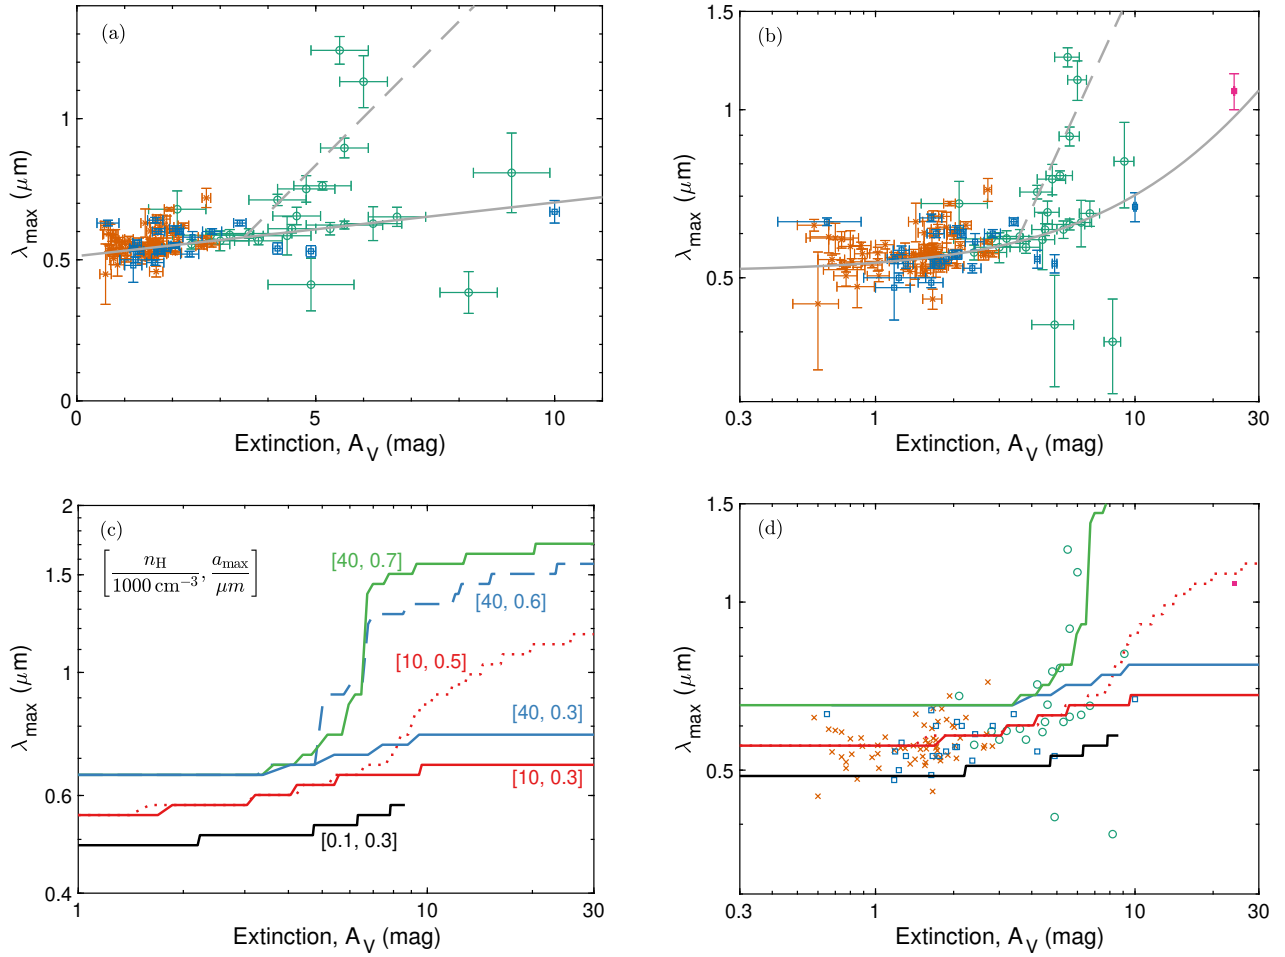 (a)
1
0.5
0
λmax (μm)
0 5 10
Extinction, AV (mag)
(b)
1.5
1
0.5
λmax (μm)
0.3 1 10 30
Extinction, AV (mag)
(c)
[nH / 1000 cm−3, amax / μm]
2
1.5
1
0.6
0.4
λmax (μm)
[40, 0.7]
[40, 0.6]
[10, 0.5]
[40, 0.3]
[10, 0.3]
[0.1, 0.3]
1 10 30
Extinction, AV (mag)
(d)
1.5
1
0.5
λmax (μm)
0.3 1 10 30
Extinction, AV (mag)